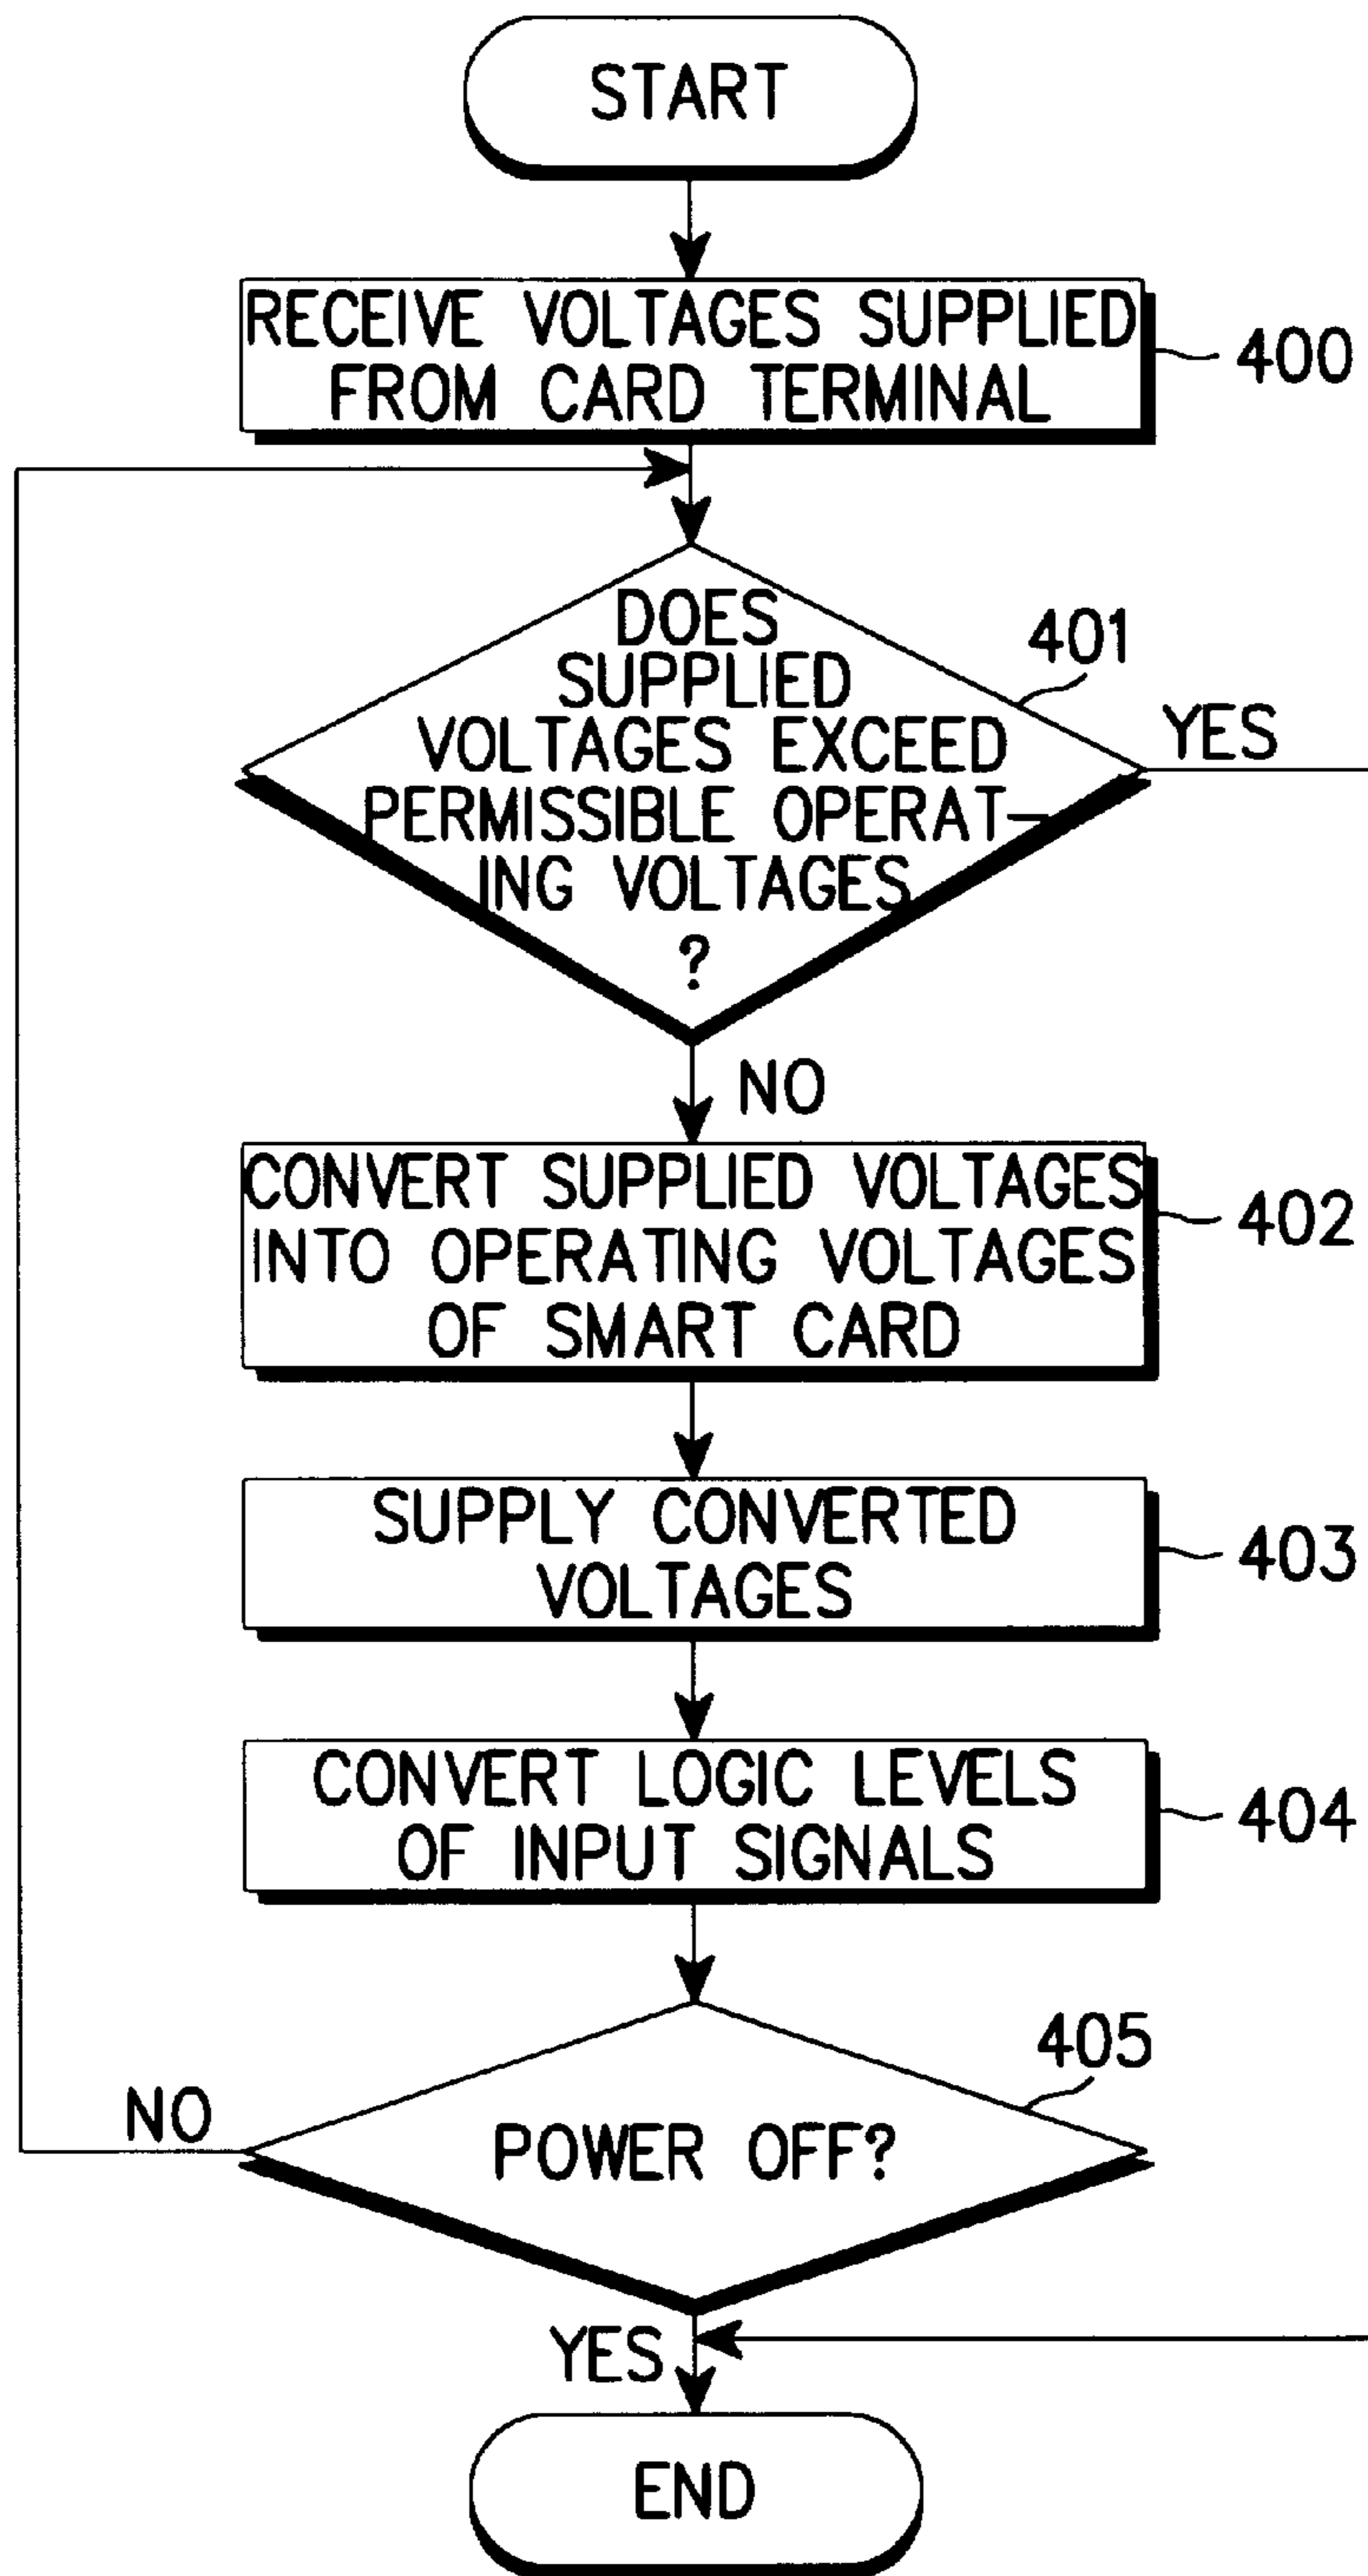 START
RECEIVE VOLTAGES SUPPLIED
FROM CARD TERMINAL
400
DOES
SUPPLIED
VOLTAGES EXCEED
PERMISSIBLE OPERAT-
ING VOLTAGES
?
401
YES
NO
CONVERT SUPPLIED VOLTAGES
INTO OPERATING VOLTAGES
OF SMART CARD
402
SUPPLY CONVERTED
VOLTAGES
403
CONVERT LOGIC LEVELS
OF INPUT SIGNALS
404
405
NO
POWER OFF?
YES
END